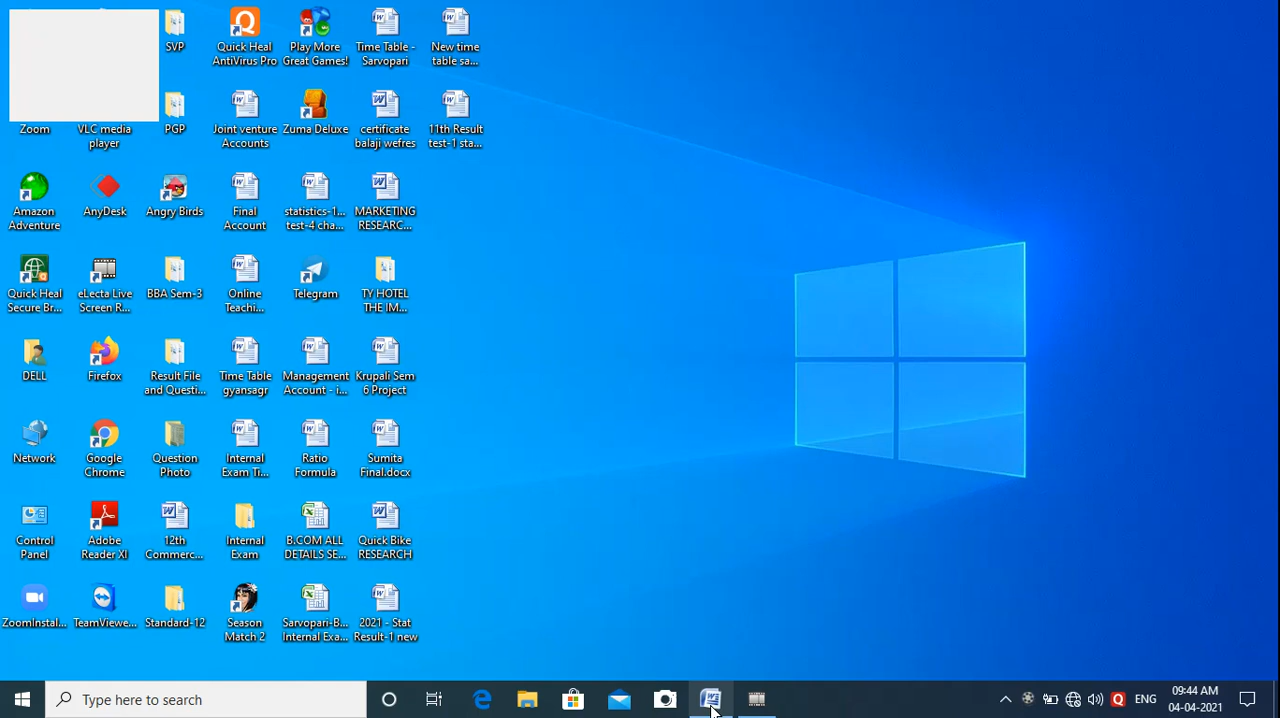 SVP
Quick Heal
AntiVirus Pro
Play More
Great Games!
Time Table -
Sarvopari
New time
table sa...
Zoom
VLC media
player
PGP
Joint venture
Accounts
Zuma Deluxe
certificate
balaji wefres
11th Result
test-1 sta...
Amazon
Adventure
AnyDesk
Angry Birds
Final
Account
statistics-1...
test-4 cha...
MARKETING
RESEARC...
Quick Heal
Secure Br...
eLecta Live
Screen R...
BBA Sem-3
Online
Teachi...
Telegram
TY HOTEL
THE IM...
DELL
Firefox
Result File
and Questi...
Time Table
gyansagr
Management
Account - i...
Krupali Sem
6 Project
Network
Google
Chrome
Question
Photo
Internal
Exam Ti...
Ratio
Formula
Sumita
Final.docx
Control
Panel
Adobe
Reader XI
12th
Commerc...
Internal
Exam
B.COM ALL
DETAILS SE...
Quick Bike
RESEARCH
ZoomInstal...
TeamViewe...
Standard-12
Season
Match 2
Sarvopari-B...
Internal Exa...
2021 - Stat
Result-1 new
Type here to search
ENG
09:44 AM
04-04-2021